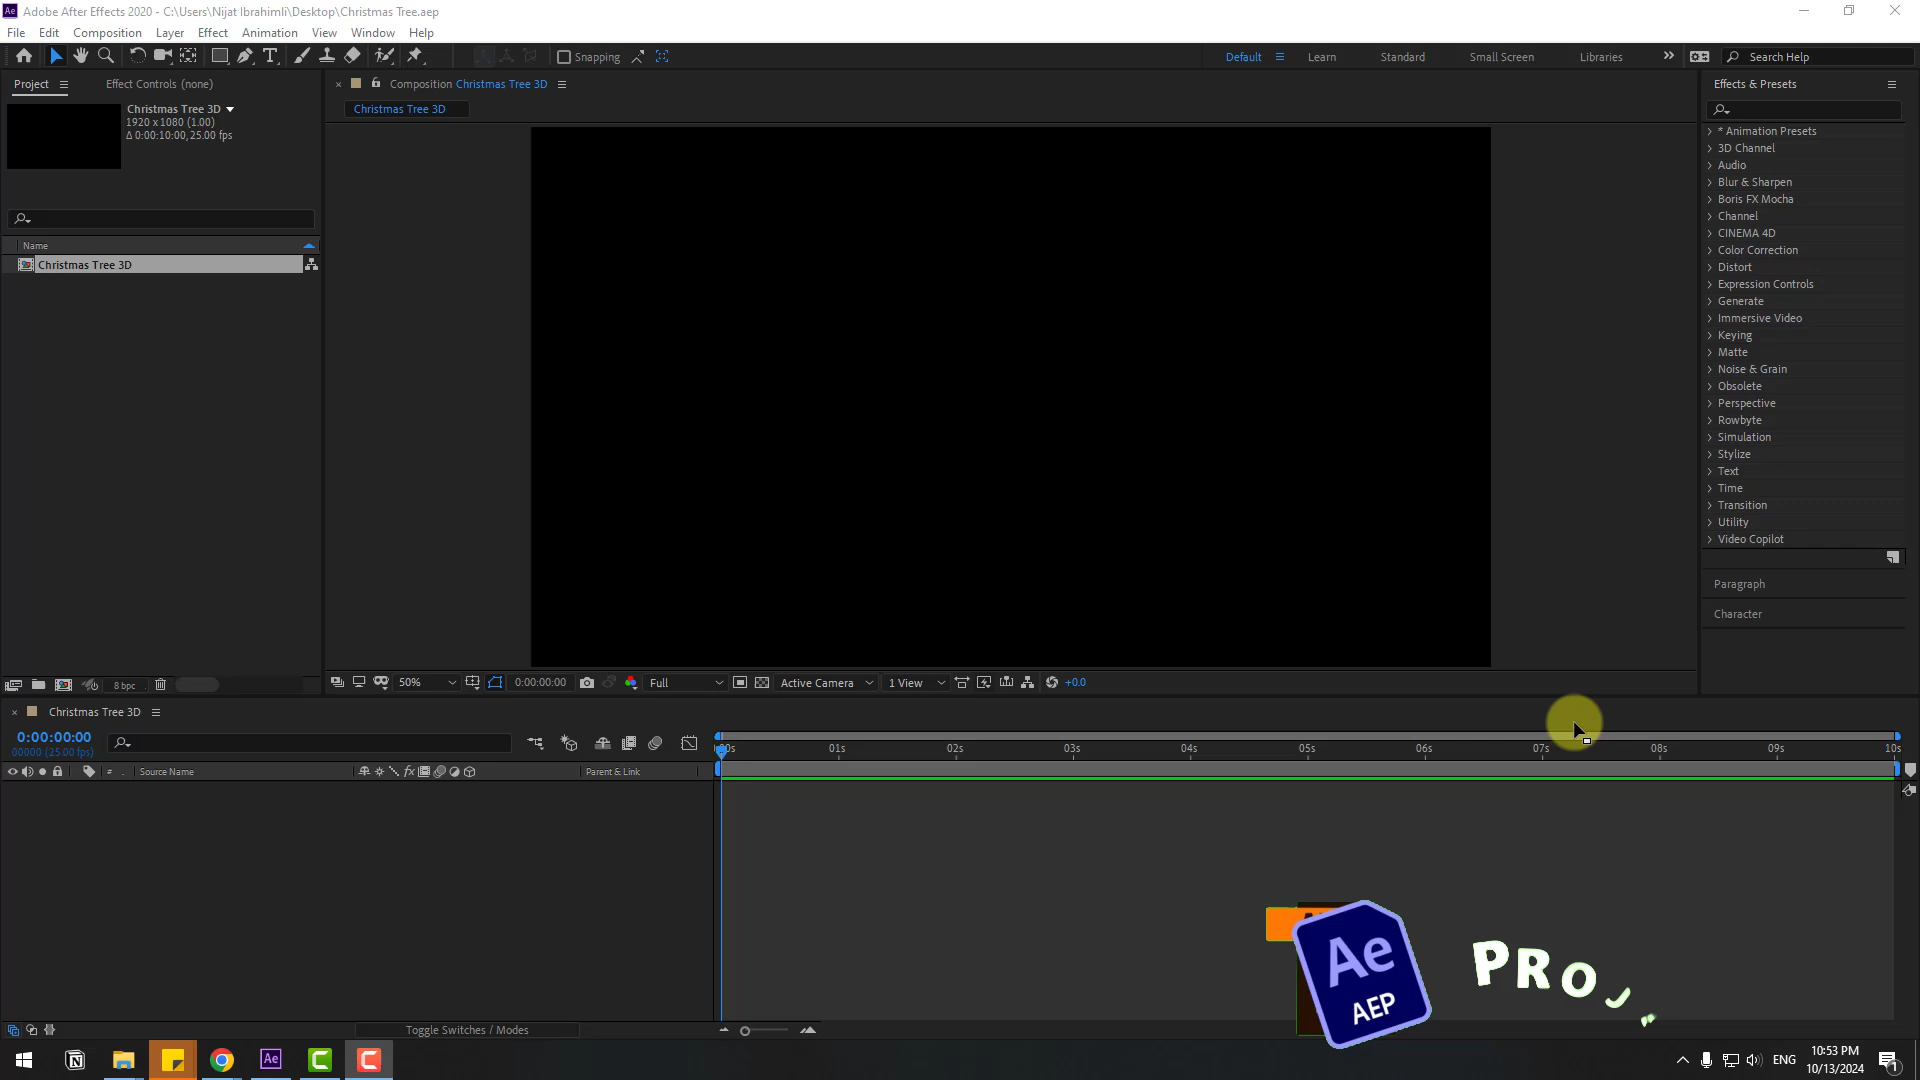 Adobe After Effects 2020 - C:\Users\Nijat Ibrahimli\Desktop\Christmas Tree.aep
File Edit Composition Layer Effect Animation View Window Help
Snapping Default Learn Standard Small Screen Libraries Search Help
Project Effect Controls (none)
Composition Christmas Tree 3D
Christmas Tree 3D
Christmas Tree 3D
1920 x 1080 (1.00)
Δ 0:00:10:00, 25.00 fps
Name
Christmas Tree 3D
8 bpc
50% 0:00:00:00 Full Active Camera 1 View +0.0
Effects & Presets
* Animation Presets
3D Channel
Audio
Blur & Sharpen
Boris FX Mocha
Channel
CINEMA 4D
Color Correction
Distort
Expression Controls
Generate
Immersive Video
Keying
Matte
Noise & Grain
Obsolete
Perspective
Rowbyte
Simulation
Stylize
Text
Time
Transition
Utility
Video Copilot
Paragraph
Character
Christmas Tree 3D
0:00:00:00
00000 (25.00 fps)
01s 02s 03s 04s 05s 06s 07s 08s 09s 10s
# . Source Name fx Parent & Link
Toggle Switches / Modes
Ae
AEP
PROJ
Ae
ENG
10:53 PM
10/13/2024
1